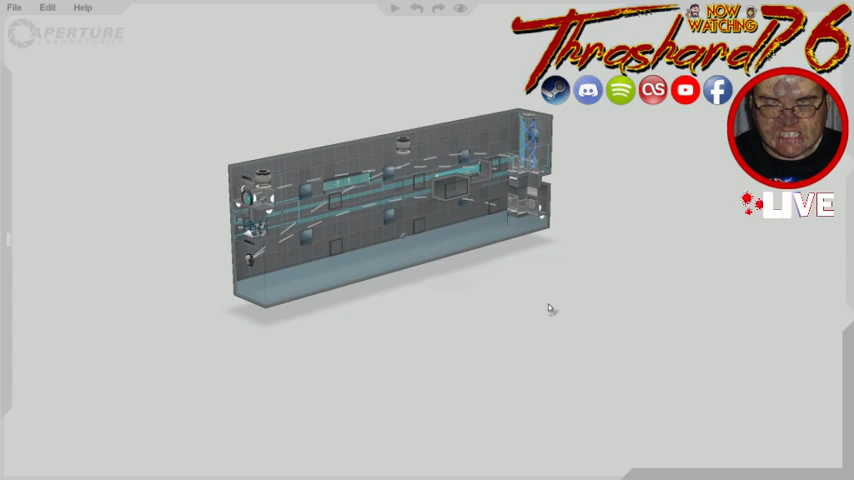 File Edit Help
APERTURE
LABORATORIES
NOW
WATCHING
Thrashard76
LIVE